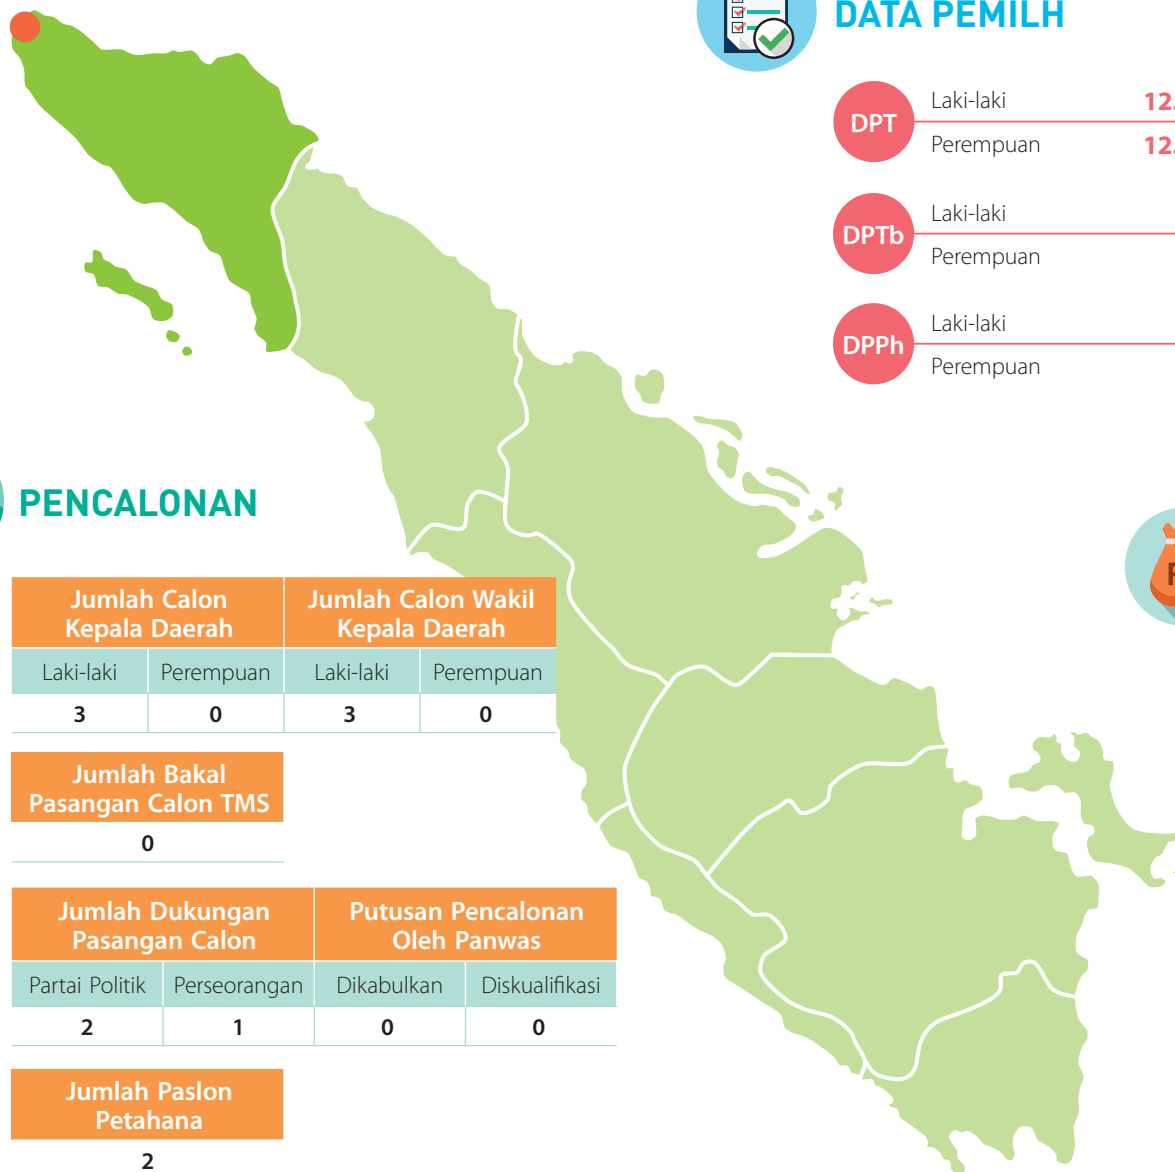 DATA PEMILH
DPT
Laki-laki 12.
Perempuan 12.
DPTb
Laki-laki
Perempuan
DPPh
Laki-laki
Perempuan
PENCALONAN
Jumlah Calon
Kepala Daerah
Jumlah Calon Wakil
Kepala Daerah
Laki-laki Perempuan Laki-laki Perempuan
3 0 3 0
Jumlah Bakal
Pasangan Calon TMS
0
Jumlah Dukungan
Pasangan Calon
Putusan Pencalonan
Oleh Panwas
Partai Politik Perseorangan Dikabulkan Diskualifikasi
2 1 0 0
Jumlah Paslon
Petahana
2